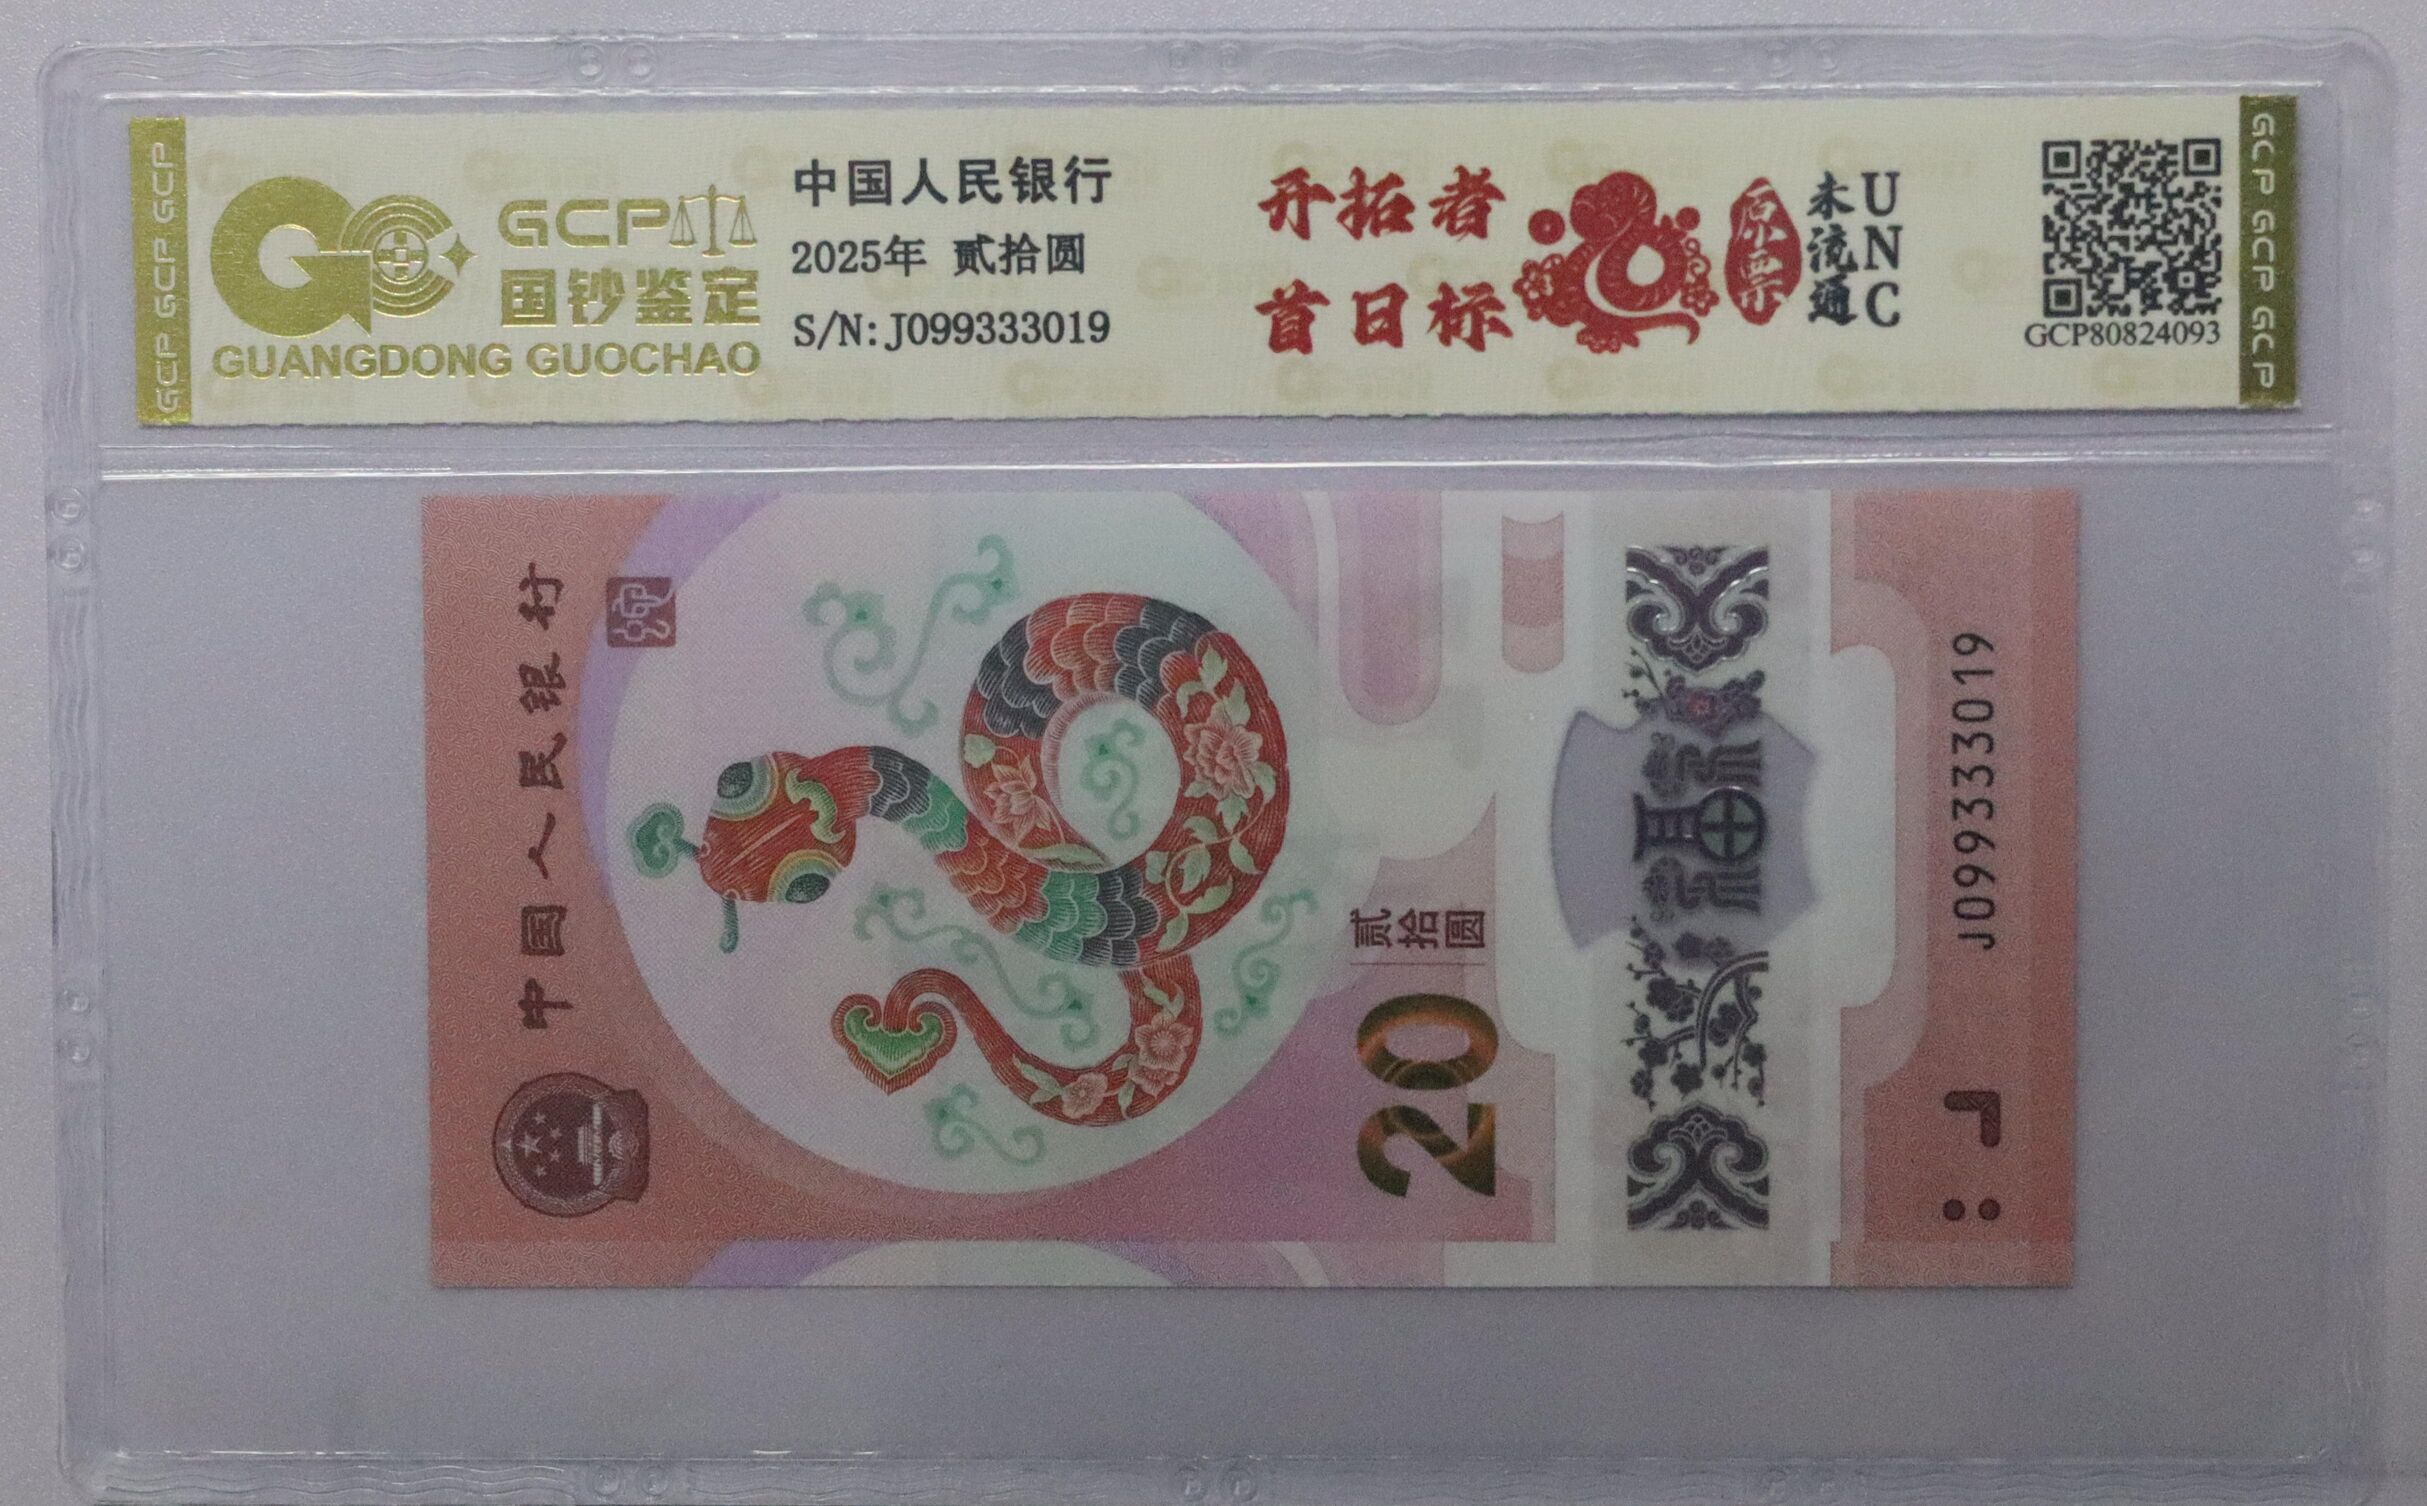 GCP GCP GCP
GCP
国钞鉴定
GUANGDONG GUOCHAO
中国人民银行
2025年 贰拾圆
S/N: J099333019
开拓者
首日标
原票
未流通
UNC
GCP80824093
GCP GCP GCP
中国人民银行
贰拾圆
20
福
J099333019